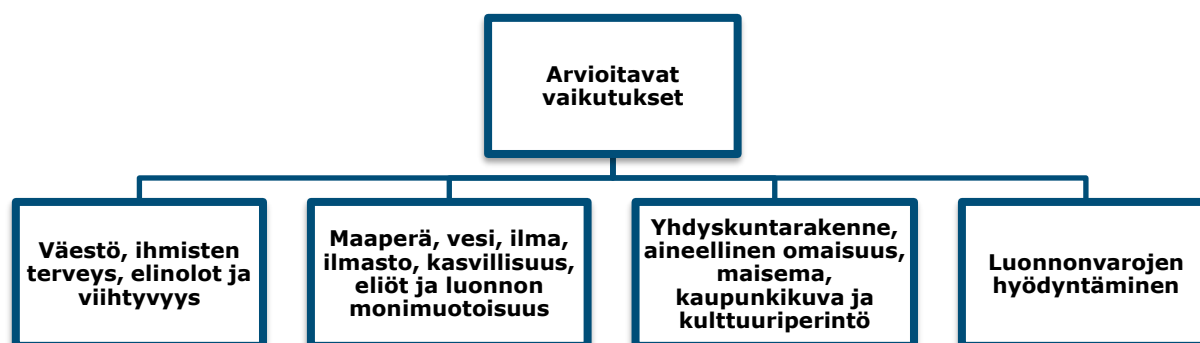 Arvioitavat
vaikutukset
Väestö, ihmisten
terveys, elinolot ja
viihtyvyys
Maaperä, vesi, ilma,
ilmasto, kasvillisuus,
eliöt ja luonnon
monimuotoisuus
Yhdyskuntarakenne,
aineellinen omaisuus,
maisema,
kaupunkikuva ja
kulttuuriperintö
Luonnonvarojen
hyödyntäminen